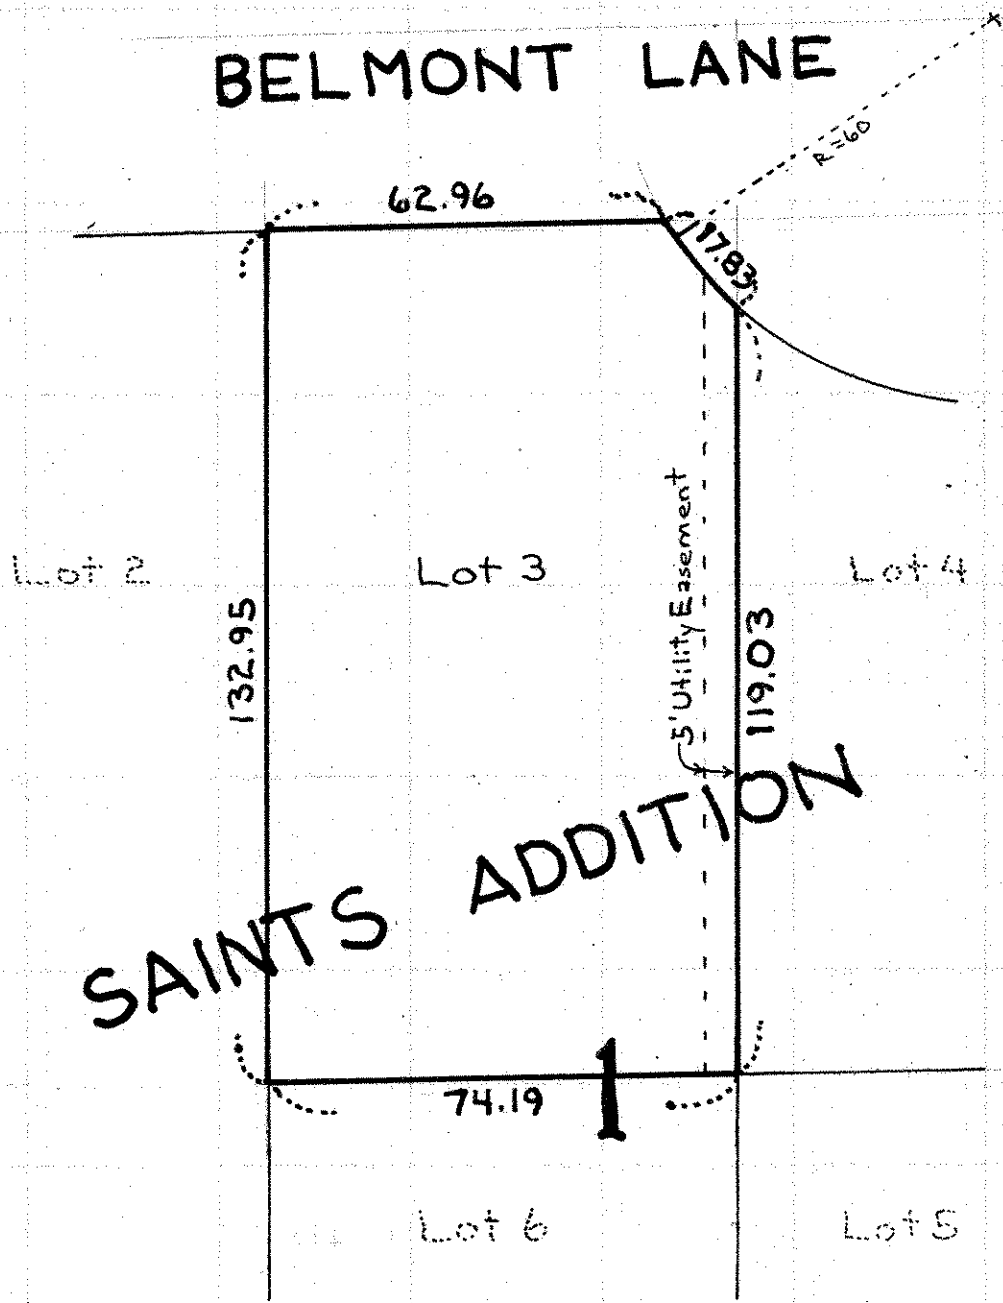 BELMONT LANE
R=60
62.96
17.83
Lot 2
Lot 3
Lot 4
5' Utility Easement
132.95
119.03
SAINTS ADDITION
1
74.19
Lot 6
Lot 5